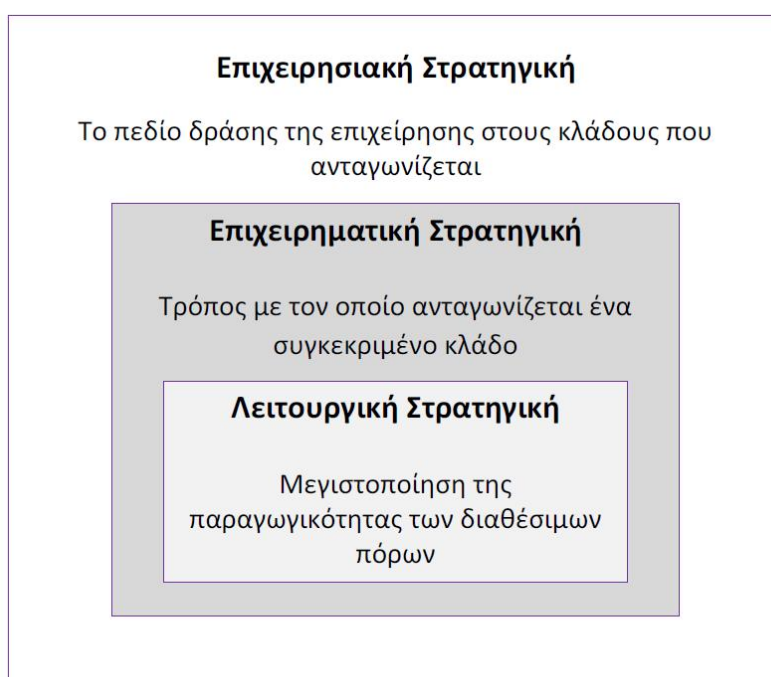 Επιχειρησιακή Στρατηγική
Το πεδίο δράσης της επιχείρησης στους κλάδους που
ανταγωνίζεται
Επιχειρηματική Στρατηγική
Τρόπος με τον οποίο ανταγωνίζεται ένα
συγκεκριμένο κλάδο
Λειτουργική Στρατηγική
Μεγιστοποίηση της
παραγωγικότητας των διαθέσιμων
πόρων